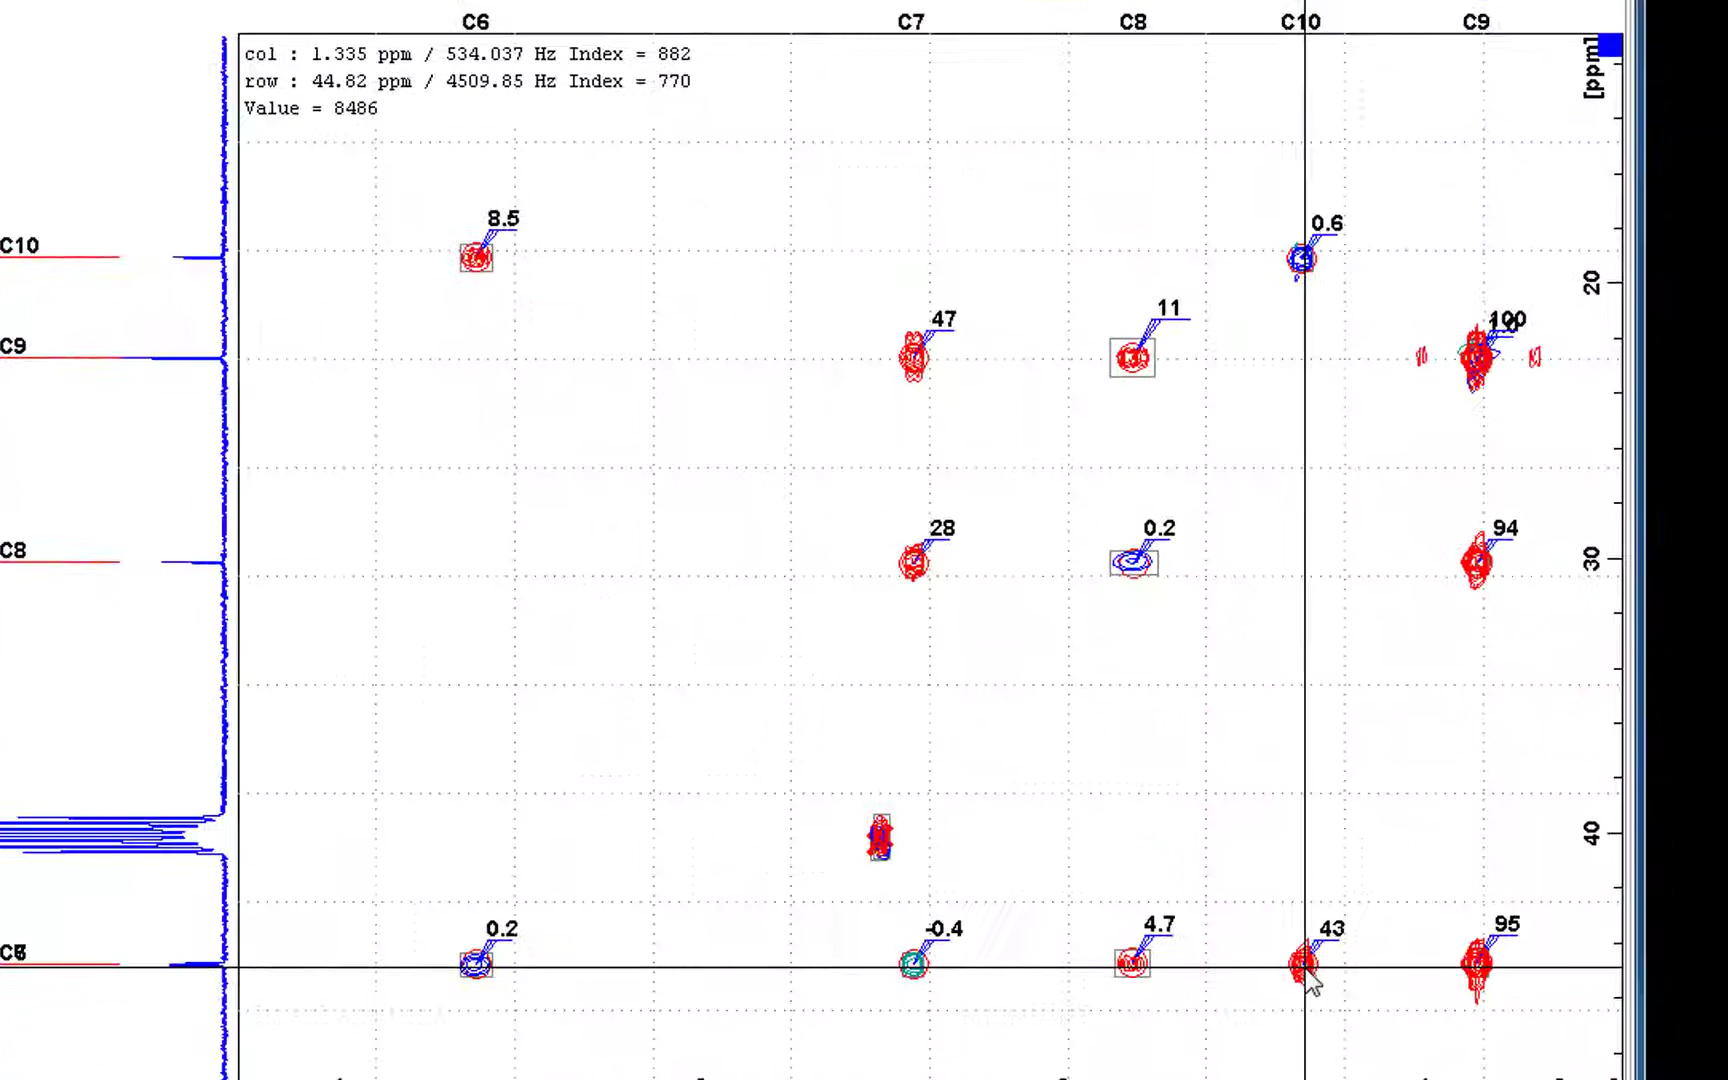 C6 C7 C8 C10 C9
col : 1.335 ppm / 534.037 Hz Index = 882
row : 44.82 ppm / 4509.85 Hz Index = 770
Value = 8486
[ppm]
8.5
0.6
C10
20
47
11
100
C9
28
0.2
94
C8
30
40
0.2
-0.4
4.7
43
95